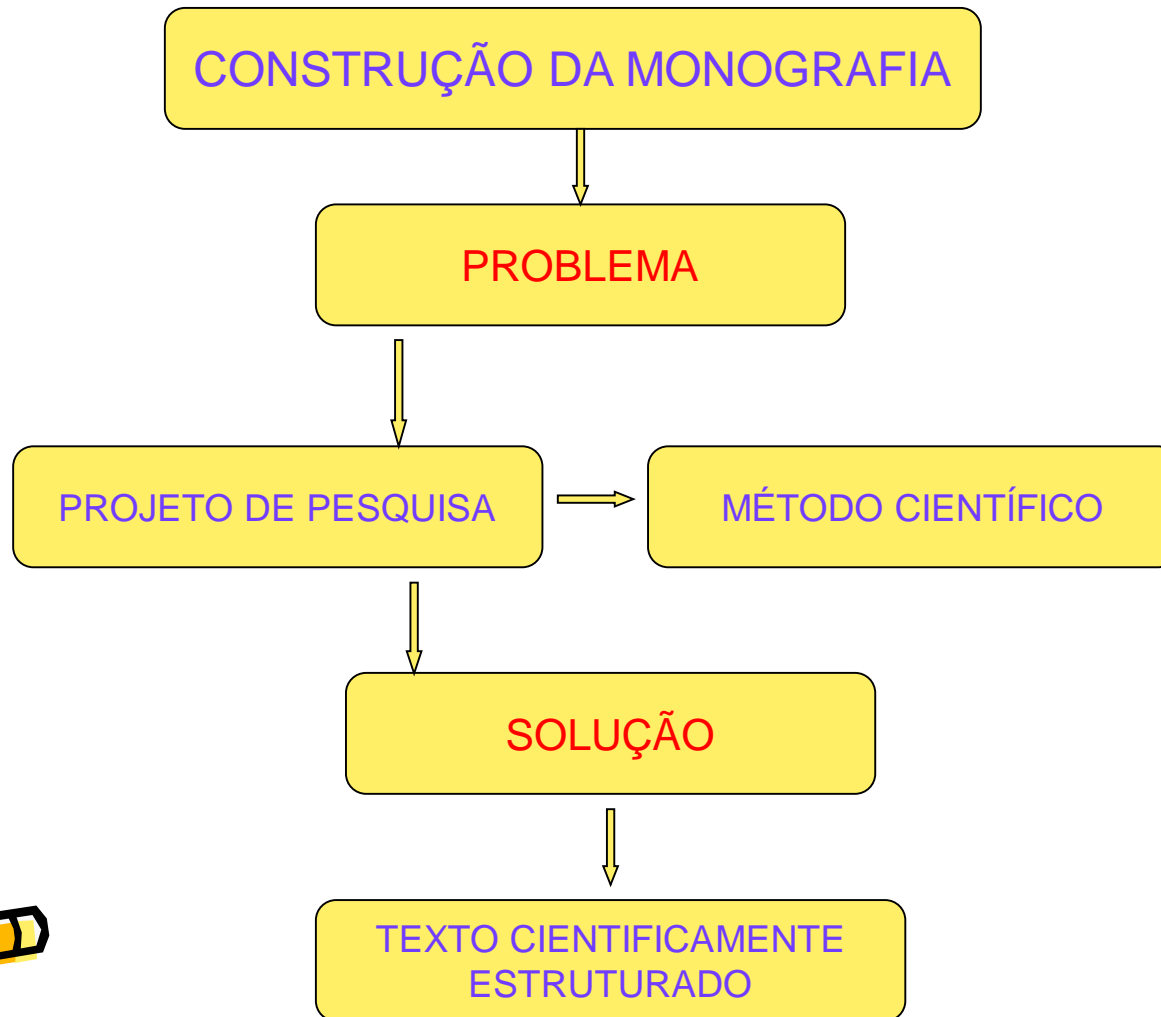 CONSTRUÇÃO DA MONOGRAFIA
PROBLEMA
PROJETO DE PESQUISA
MÉTODO CIENTÍFICO
SOLUÇÃO
TEXTO CIENTIFICAMENTE
ESTRUTURADO